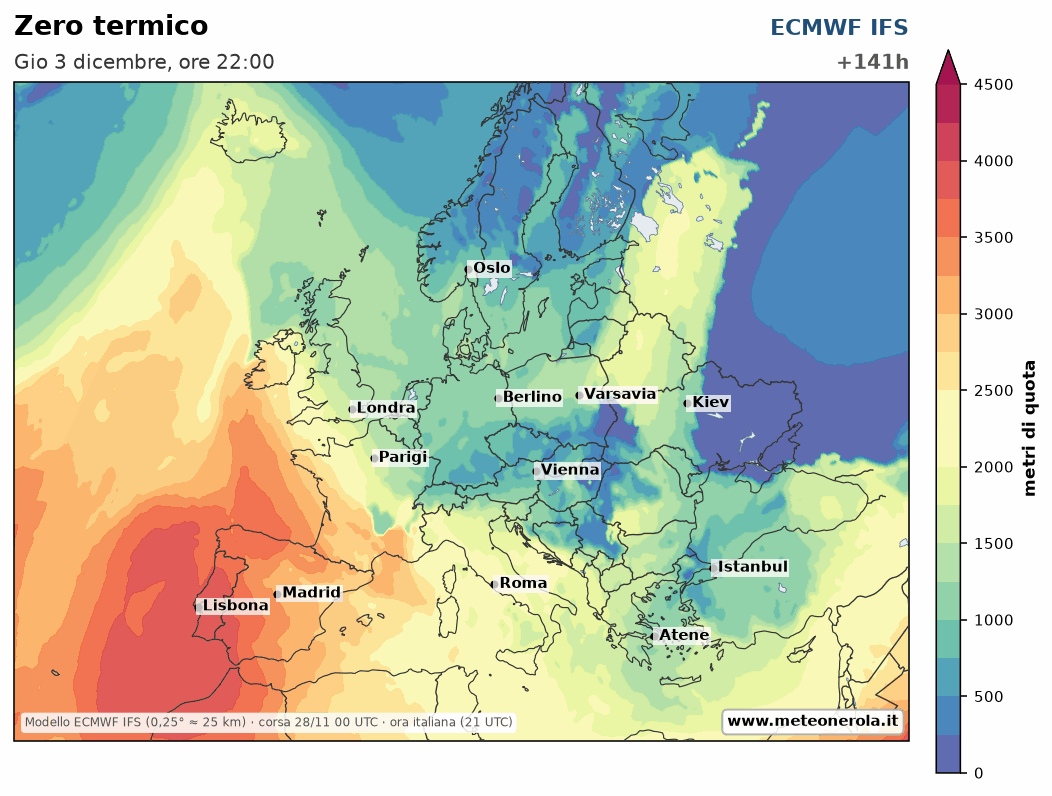 Zero termico
ECMWF IFS
Gio 3 dicembre, ore 22:00
+141h
4500
4000
3500
3000
2500
2000
1500
1000
500
0
metri di quota
Oslo
Berlino
Varsavia
Kiev
Londra
Parigi
Vienna
Istanbul
Roma
Madrid
Lisbona
Atene
Modello ECMWF IFS (0,25° ≈ 25 km) · corsa 28/11 00 UTC · ora italiana (21 UTC)
www.meteonerola.it